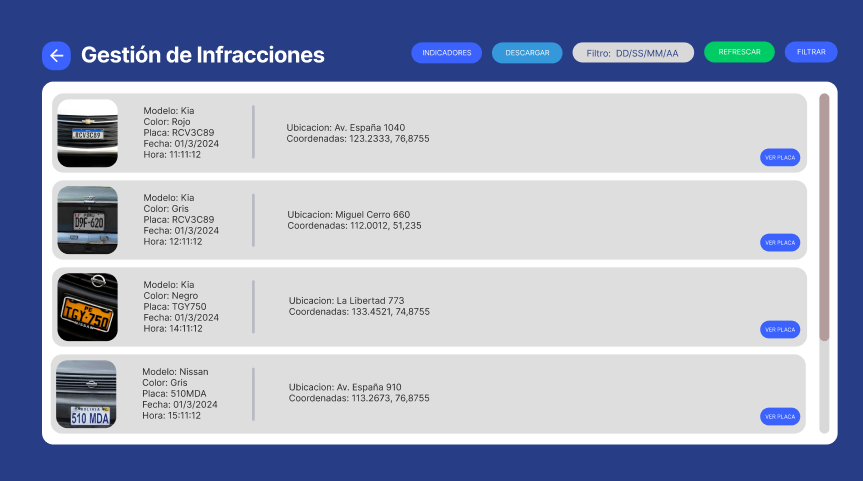 Gestión de Infracciones
INDICADORES
DESCARGAR
Filtro: DD/SS/MM/AA
REFRESCAR
FILTRAR
RCV3C89
Modelo: Kia
Color: Rojo
Placa: RCV3C89
Fecha: 01/3/2024
Hora: 11:11:12
Ubicacion: Av. España 1040
Coordenadas: 123.2333, 76,8755
VER PLACA
D9F-620
Modelo: Kia
Color: Gris
Placa: RCV3C89
Fecha: 01/3/2024
Hora: 12:11:12
Ubicacion: Miguel Cerro 660
Coordenadas: 112.0012, 51,235
VER PLACA
TGY-750
Modelo: Kia
Color: Negro
Placa: TGY750
Fecha: 01/3/2024
Hora: 14:11:12
Ubicacion: La Libertad 773
Coordenadas: 133.4521, 74,8755
VER PLACA
510 MDA
Modelo: Nissan
Color: Gris
Placa: 510MDA
Fecha: 01/3/2024
Hora: 15:11:12
Ubicacion: Av. España 910
Coordenadas: 113.2673, 76,8755
VER PLACA